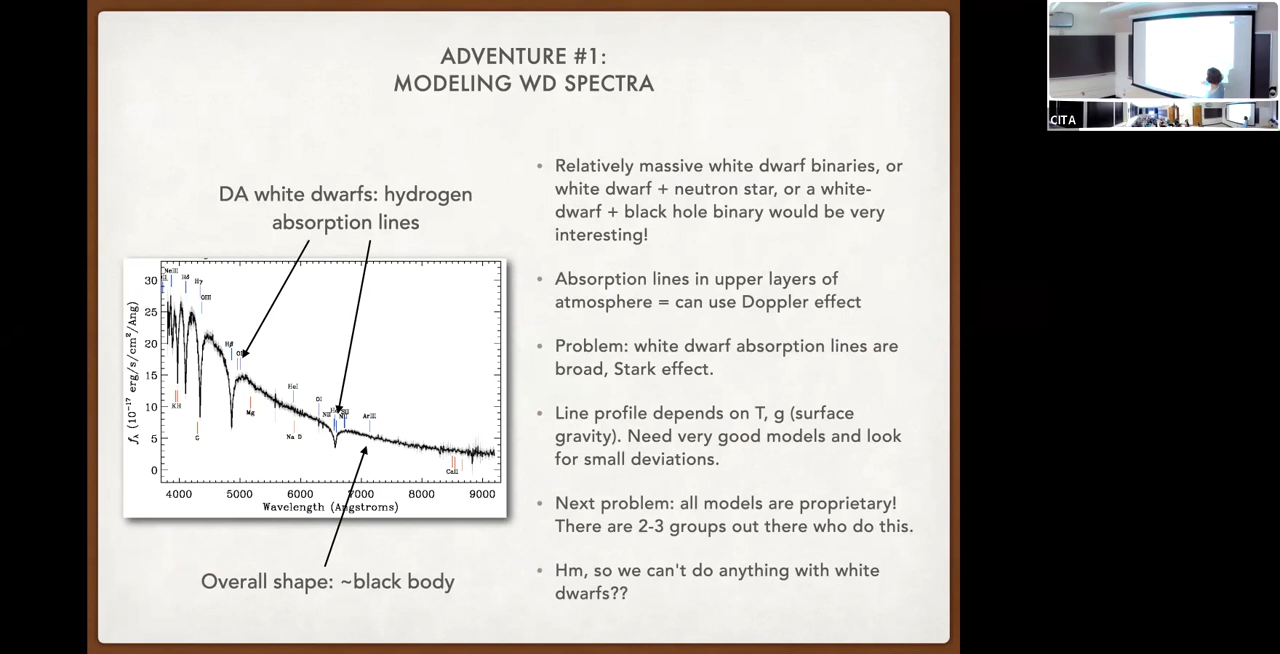 ADVENTURE #1:
MODELING WD SPECTRA
DA white dwarfs: hydrogen
absorption lines
NeIII
Hδ
Hγ
OIII
Hβ
K H
G
Mg
HeI
Na D
OI
NII
SII
NII
ArIII
CaII
30
25
20
15
10
5
0
f_λ (10⁻¹⁷ erg/s/cm²/Ang)
4000 5000 6000 7000 8000 9000
Wavelength (Angstroms)
Overall shape: ~black body
• Relatively massive white dwarf binaries, or
white dwarf + neutron star, or a white-
dwarf + black hole binary would be very
interesting!
• Absorption lines in upper layers of
atmosphere = can use Doppler effect
• Problem: white dwarf absorption lines are
broad, Stark effect.
• Line profile depends on T, g (surface
gravity). Need very good models and look
for small deviations.
• Next problem: all models are proprietary!
There are 2-3 groups out there who do this.
• Hm, so we can't do anything with white
dwarfs??
CITA